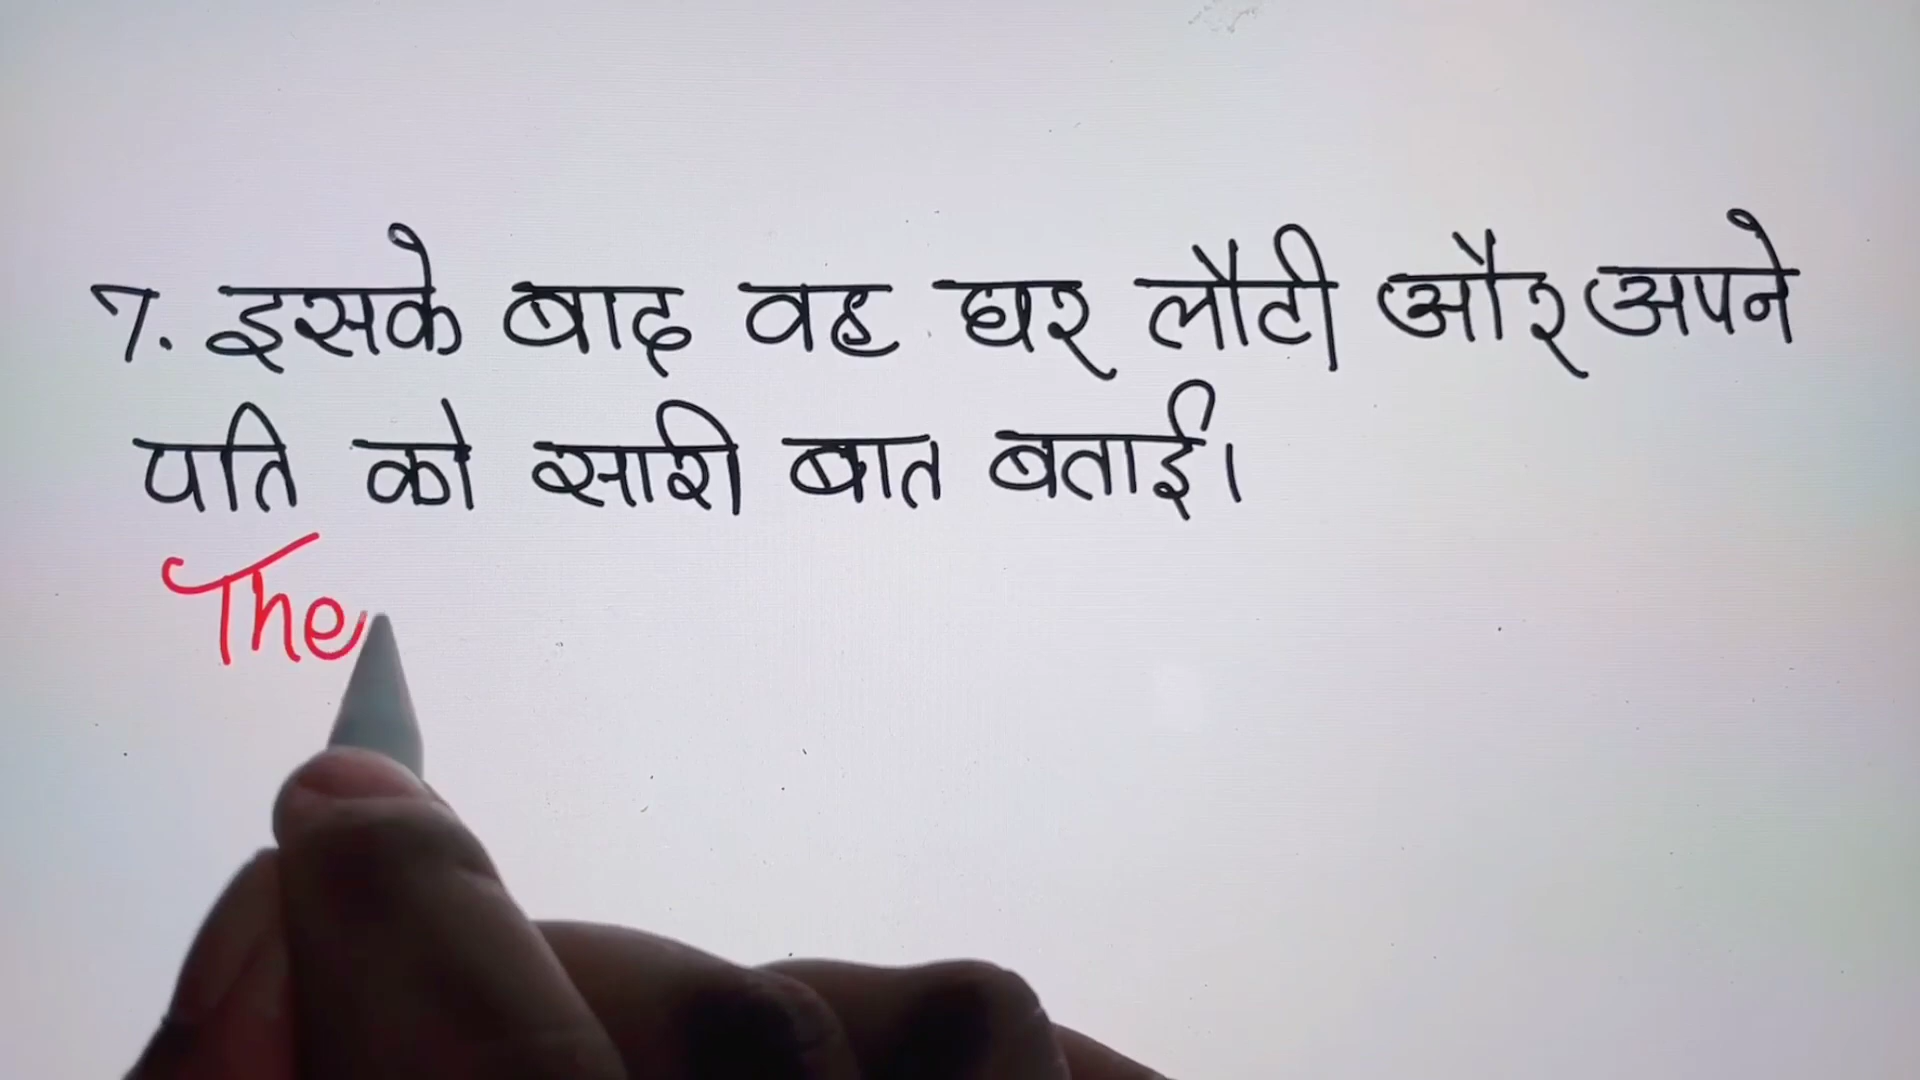 7. इसके बाद वह घर लौटी और अपने
पति को सारी बात बताई।
The